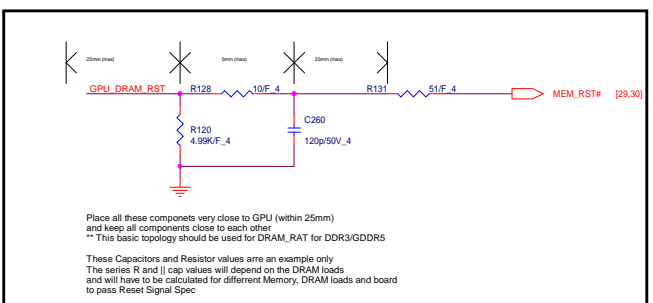 25mm (max) 5mm (max) 25mm (max)
GPU_DRAM_RST R128 10/F_4 R131 51/F_4 MEM_RST# [29,30]
R120 4.99K/F_4
C260 120p/50V_4
Place all these componets very close to GPU (within 25mm)
and keep all components close to each other
** This basic topology should be used for DRAM_RAT for DDR3/GDDR5
These Capacitors and Resistor values arre an example only
The series R and || cap values will depend on the DRAM loads
and will have to be calculated for differrent Memory, DRAM loads and board
to pass Reset Signal Spec